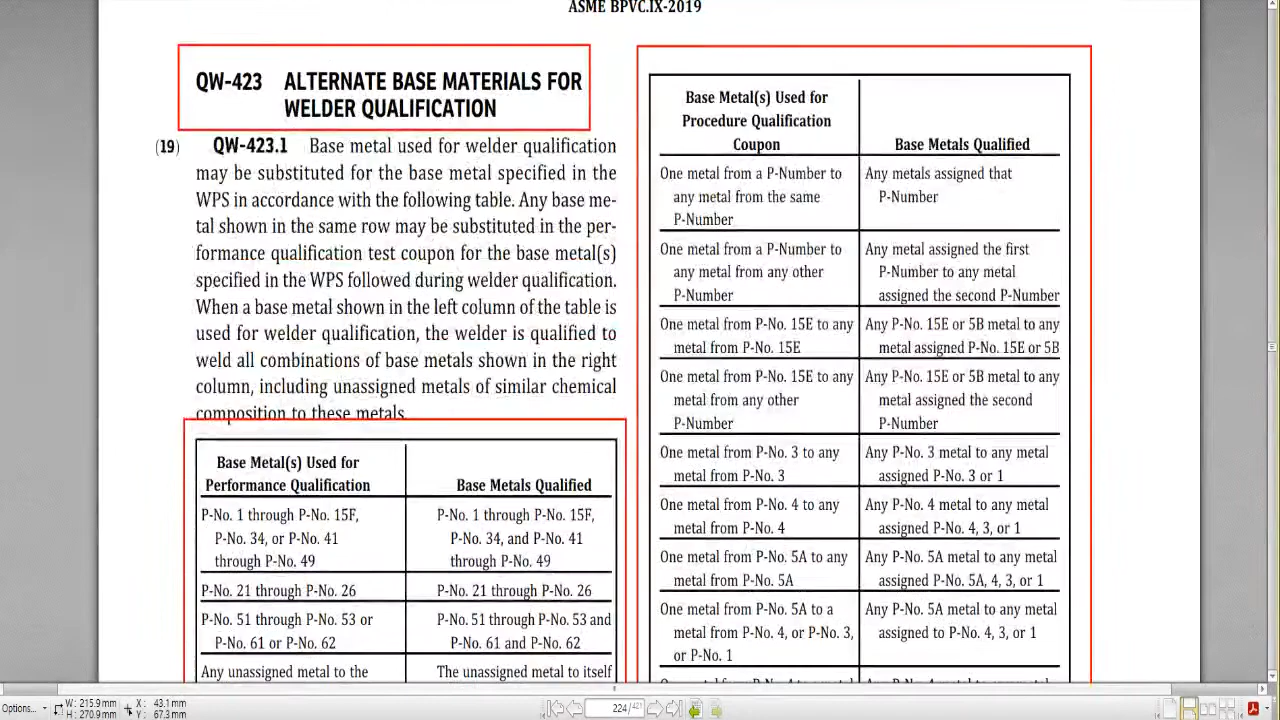 ASME BPVC.IX-2019
QW-423 ALTERNATE BASE MATERIALS FOR
WELDER QUALIFICATION
(19) QW-423.1 Base metal used for welder qualification
may be substituted for the base metal specified in the
WPS in accordance with the following table. Any base me-
tal shown in the same row may be substituted in the per-
formance qualification test coupon for the base metal(s)
specified in the WPS followed during welder qualification.
When a base metal shown in the left column of the table is
used for welder qualification, the welder is qualified to
weld all combinations of base metals shown in the right
column, including unassigned metals of similar chemical
composition to these metals.
Base Metal(s) Used for
Performance Qualification Base Metals Qualified
P-No. 1 through P-No. 15F, P-No. 1 through P-No. 15F,
P-No. 34, or P-No. 41 P-No. 34, and P-No. 41
through P-No. 49 through P-No. 49
P-No. 21 through P-No. 26 P-No. 21 through P-No. 26
P-No. 51 through P-No. 53 or P-No. 51 through P-No. 53 and
P-No. 61 or P-No. 62 P-No. 61 and P-No. 62
Any unassigned metal to the The unassigned metal to itself
Base Metal(s) Used for
Procedure Qualification
Coupon Base Metals Qualified
One metal from a P-Number to Any metals assigned that
any metal from the same P-Number
P-Number
One metal from a P-Number to Any metal assigned the first
any metal from any other P-Number to any metal
P-Number assigned the second P-Number
One metal from P-No. 15E to any Any P-No. 15E or 5B metal to any
metal from P-No. 15E metal assigned P-No. 15E or 5B
One metal from P-No. 15E to any Any P-No. 15E or 5B metal to any
metal from any other metal assigned the second
P-Number P-Number
One metal from P-No. 3 to any Any P-No. 3 metal to any metal
metal from P-No. 3 assigned P-No. 3 or 1
One metal from P-No. 4 to any Any P-No. 4 metal to any metal
metal from P-No. 4 assigned P-No. 4, 3, or 1
One metal from P-No. 5A to any Any P-No. 5A metal to any metal
metal from P-No. 5A assigned P-No. 5A, 4, 3, or 1
One metal from P-No. 5A to a Any P-No. 5A metal to any metal
metal from P-No. 4, or P-No. 3, assigned to P-No. 4, 3, or 1
or P-No. 1
Options... W: 215.9 mm X: 43.1 mm 224
H: 270.9 mm Y: 67.3 mm